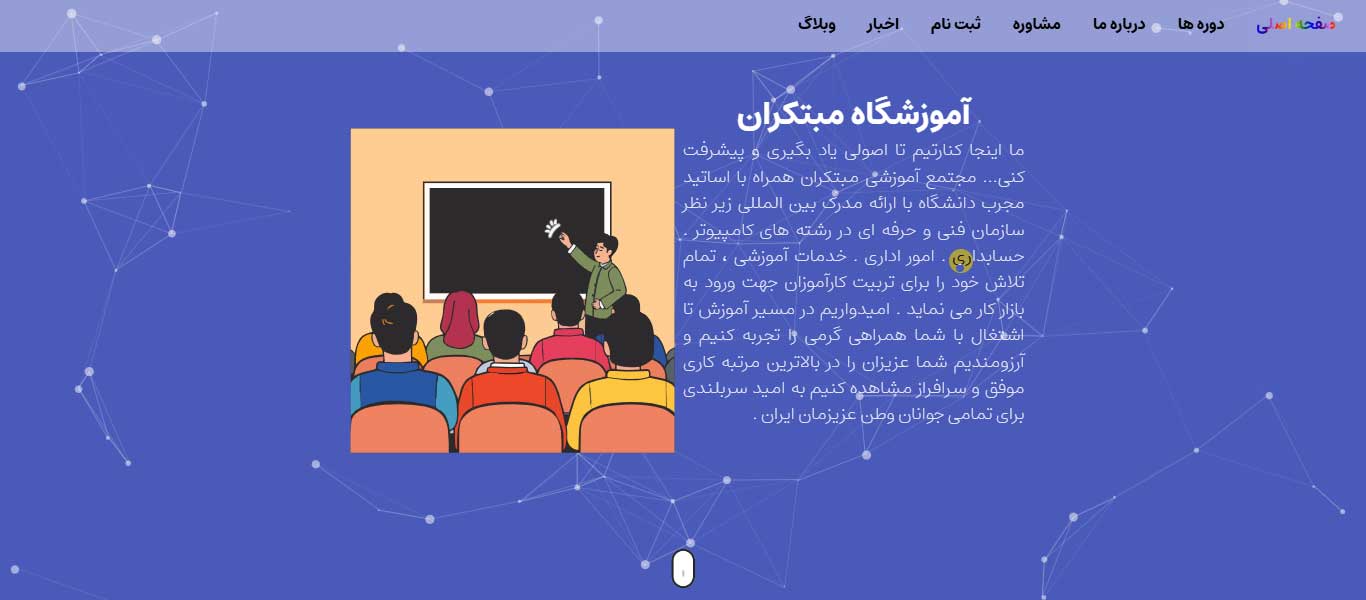 صفحه اصلی
دوره ها
درباره ما
مشاوره
ثبت نام
اخبار
وبلاگ
آموزشگاه مبتکران
ما اینجا کنارتیم تا اصولی یاد بگیری و پیشرفت
کنی... مجتمع آموزشی مبتکران همراه با اساتید
مجرب دانشگاه با ارائه مدرک بین المللی زیر نظر
سازمان فنی و حرفه ای در رشته های کامپیوتر .
حسابداری . امور اداری . خدمات آموزشی ، تمام
تلاش خود را برای تربیت کارآموزان جهت ورود به
بازار کار می نماید . امیدواریم در مسیر آموزش تا
اشتغال با شما همراهی گرمی را تجربه کنیم و
آرزومندیم شما عزیزان را در بالاترین مرتبه کاری
موفق و سرافراز مشاهده کنیم به امید سربلندی
برای تمامی جوانان وطن عزیزمان ایران .